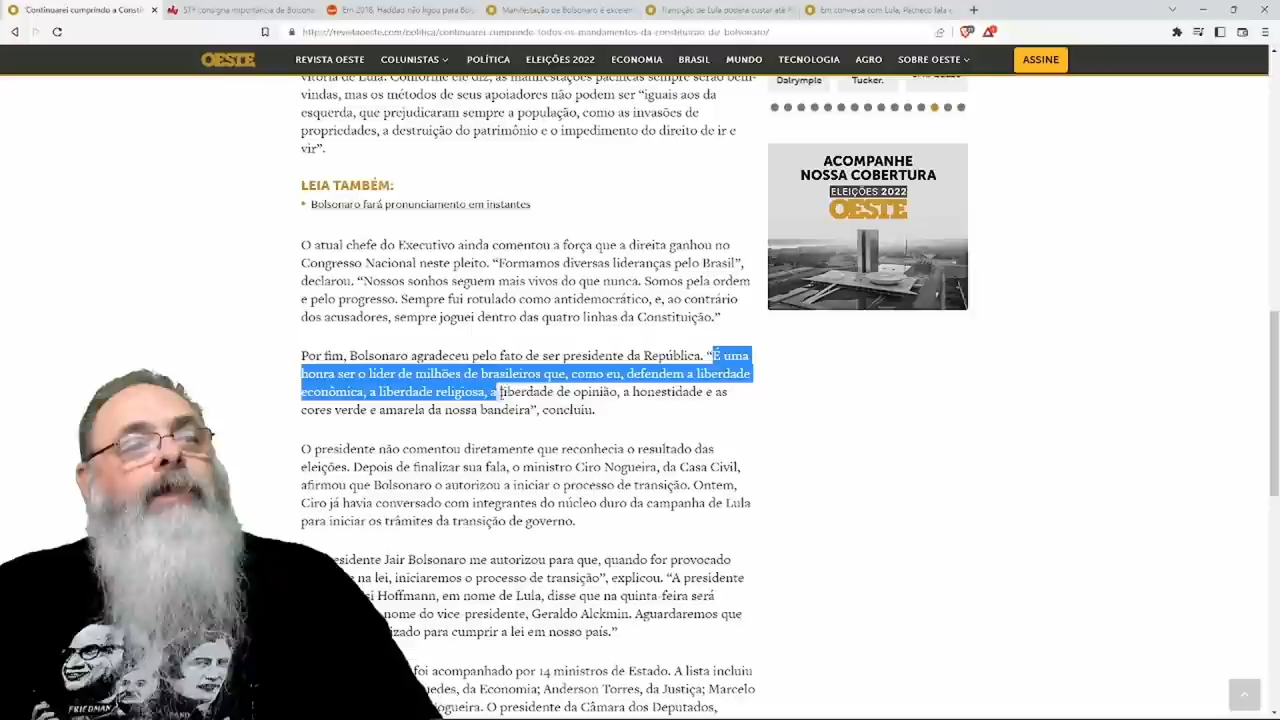 'Continuarei cumprindo a Constit
STF consigna importância de Bolsona
Em 2018, Haddad não ligou para Bols
Manifestação de Bolsonaro é excelen
Transição de Lula poderá custar até R
Em conversa com Lula, Pacheco fala e
https://revistaoeste.com/politica/continuarei-cumprindo-todos-os-mandamentos-da-constituicao-diz-bolsonaro/
OESTE
REVISTA OESTE
COLUNISTAS
POLÍTICA
ELEIÇÕES 2022
ECONOMIA
BRASIL
MUNDO
TECNOLOGIA
AGRO
SOBRE OESTE
ASSINE
vitória de Lula. Conforme ele diz, as manifestações pacíficas sempre serão bem-
vindas, mas os métodos de seus apoiadores não podem ser “iguais aos da
esquerda, que prejudicaram sempre a população, como as invasões de
propriedades, a destruição do patrimônio e o impedimento do direito de ir e
vir”.
LEIA TAMBÉM:
Bolsonaro fará pronunciamento em instantes
O atual chefe do Executivo ainda comentou a força que a direita ganhou no
Congresso Nacional neste pleito. “Formamos diversas lideranças pelo Brasil”,
declarou. “Nossos sonhos seguem mais vivos do que nunca. Somos pela ordem
e pelo progresso. Sempre fui rotulado como antidemocrático, e, ao contrário
dos acusadores, sempre joguei dentro das quatro linhas da Constituição.”
Por fim, Bolsonaro agradeceu pelo fato de ser presidente da República. “É uma
honra ser o líder de milhões de brasileiros que, como eu, defendem a liberdade
econômica, a liberdade religiosa, a liberdade de opinião, a honestidade e as
cores verde e amarela da nossa bandeira”, concluiu.
O presidente não comentou diretamente que reconhecia o resultado das
eleições. Depois de finalizar sua fala, o ministro Ciro Nogueira, da Casa Civil,
afirmou que Bolsonaro o autorizou a iniciar o processo de transição. Ontem,
Ciro já havia conversado com integrantes do núcleo duro da campanha de Lula
para iniciar os trâmites da transição de governo.
esidente Jair Bolsonaro me autorizou para que, quando for provocado
e na lei, iniciaremos o processo de transição”, explicou. “A presidente
si Hoffmann, em nome de Lula, disse que na quinta-feira será
nome do vice-presidente, Geraldo Alckmin. Aguardaremos que
izado para cumprir a lei em nosso país.”
foi acompanhado por 14 ministros de Estado. A lista incluiu
uedes, da Economia; Anderson Torres, da Justiça; Marcelo
ogueira. O presidente da Câmara dos Deputados,
Dalrymple
Tucker.
ACOMPANHE
NOSSA COBERTURA
ELEIÇÕES 2022
OESTE
FRIEDMAN
RAND